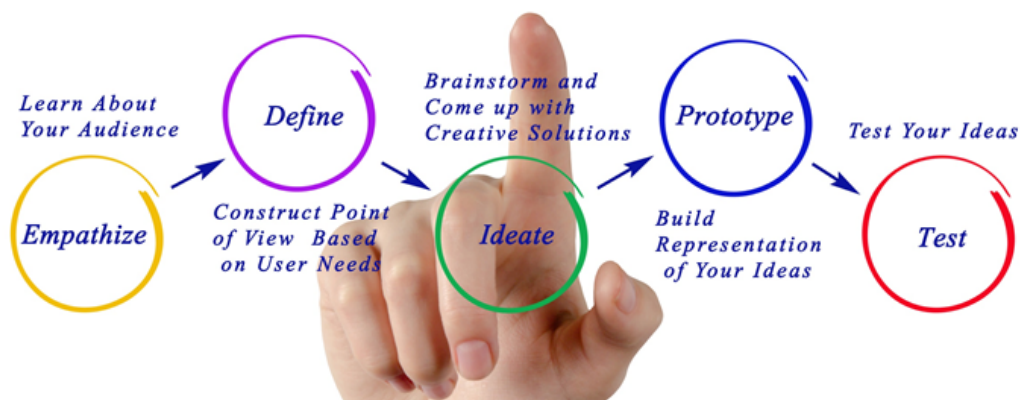 Learn About
Your Audience
Empathize
Define
Construct Point
of View Based
on User Needs
Brainstorm and
Come up with
Creative Solutions
Ideate
Prototype
Build
Representation
of Your Ideas
Test Your Ideas
Test